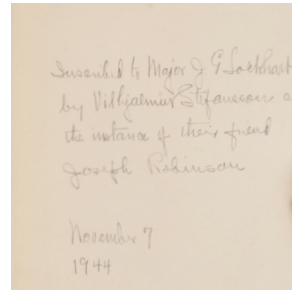 Inscribed to Major J G Lockhart
by Vilhjalmur Stefansson a
the instance of their friend
Joseph Robinson
November 7
1944